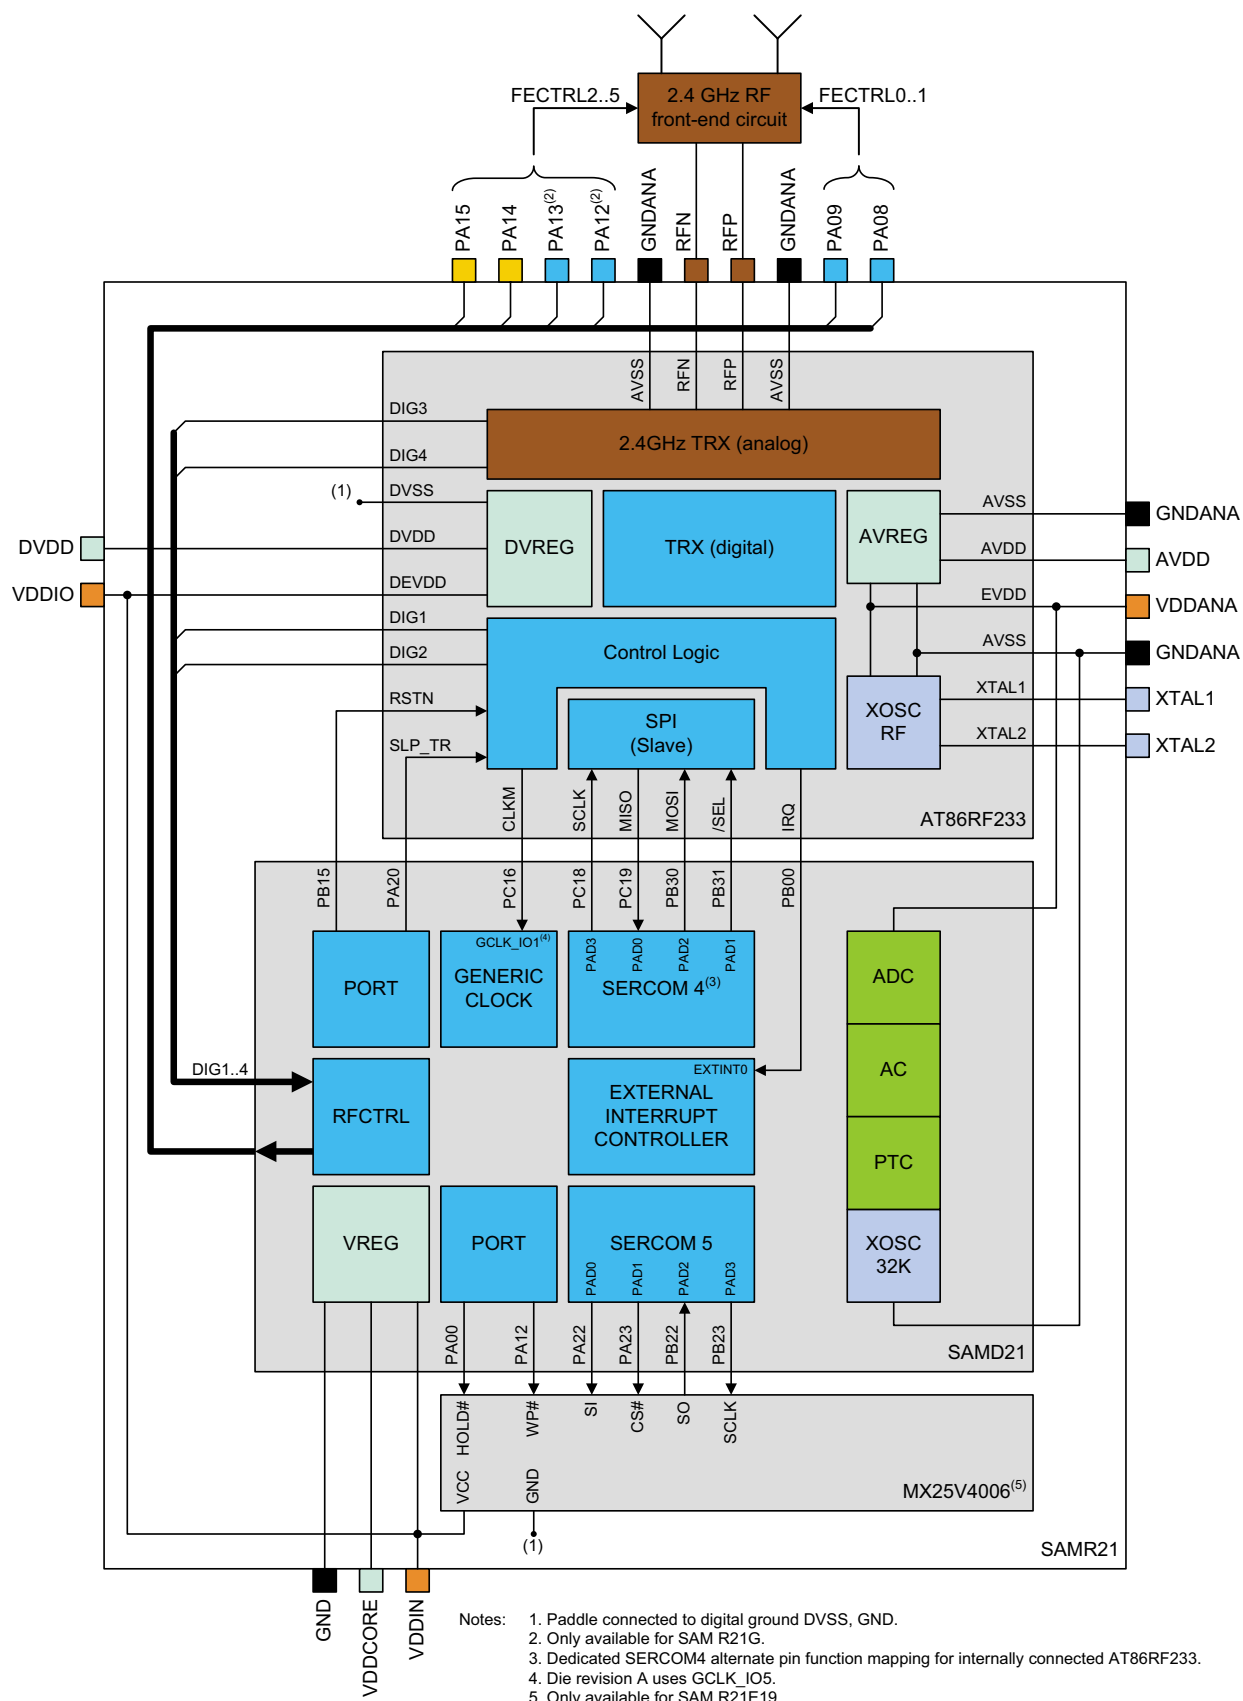 FECTRL2..5
2.4 GHz RF
front-end circuit
FECTRL0..1
PA15
PA14
PA13(2)
PA12(2)
GNDANA
RFN
RFP
GNDANA
PA09
PA08
AVSS
RFN
RFP
AVSS
DIG3
2.4GHz TRX (analog)
DIG4
(1)
DVSS
DVDD
DVDD
DVREG
TRX (digital)
AVREG
AVSS
GNDANA
AVDD
AVDD
VDDIO
DEVDD
EVDD
VDDANA
DIG1
Control Logic
AVSS
GNDANA
DIG2
RSTN
SPI
(Slave)
XOSC
RF
XTAL1
XTAL1
SLP_TR
XTAL2
XTAL2
CLKM
SCLK
MISO
MOSI
/SEL
IRQ
AT86RF233
PB15
PA20
PC16
PC18
PC19
PB30
PB31
PB00
PORT
GCLK_IO1(4)
GENERIC
CLOCK
PAD3
PAD0
PAD2
PAD1
SERCOM 4(3)
ADC
DIG1..4
RFCTRL
EXTINT0
EXTERNAL
INTERRUPT
CONTROLLER
AC
PTC
VREG
PORT
SERCOM 5
PAD0
PAD1
PAD2
PAD3
XOSC
32K
PA00
PA12
PA22
PA23
PB22
PB23
SAMD21
HOLD#
WP#
SI
CS#
SO
SCLK
VCC
GND
MX25V4006(5)
(1)
SAMR21
GND
VDDCORE
VDDIN
Notes: 1. Paddle connected to digital ground DVSS, GND.
2. Only available for SAM R21G.
3. Dedicated SERCOM4 alternate pin function mapping for internally connected AT86RF233.
4. Die revision A uses GCLK_IO5.
5. Only available for SAM R21E19